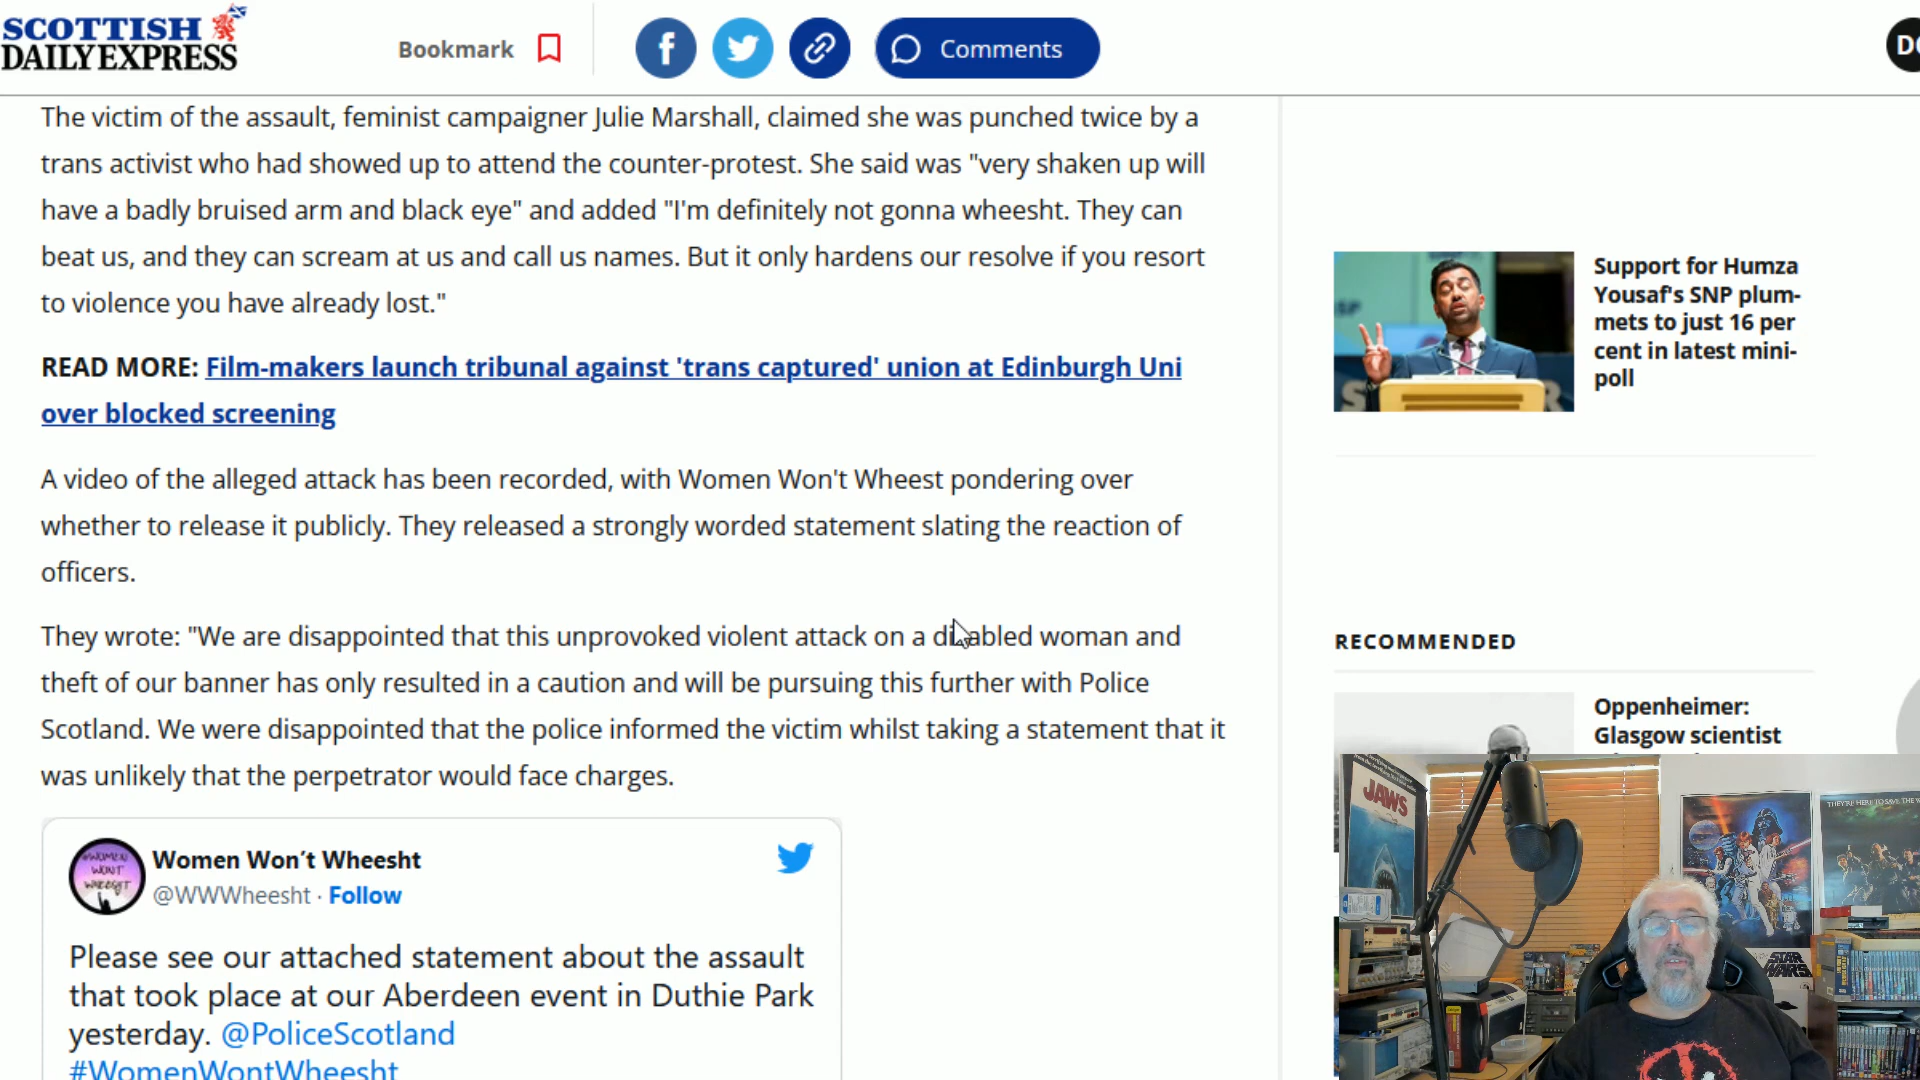 SCOTTISH
DAILY EXPRESS
Bookmark
Comments
The victim of the assault, feminist campaigner Julie Marshall, claimed she was punched twice by a
trans activist who had showed up to attend the counter-protest. She said was "very shaken up will
have a badly bruised arm and black eye" and added "I'm definitely not gonna wheesht. They can
beat us, and they can scream at us and call us names. But it only hardens our resolve if you resort
to violence you have already lost."
READ MORE: Film-makers launch tribunal against 'trans captured' union at Edinburgh Uni
over blocked screening
A video of the alleged attack has been recorded, with Women Won't Wheest pondering over
whether to release it publicly. They released a strongly worded statement slating the reaction of
officers.
They wrote: "We are disappointed that this unprovoked violent attack on a disabled woman and
theft of our banner has only resulted in a caution and will be pursuing this further with Police
Scotland. We were disappointed that the police informed the victim whilst taking a statement that it
was unlikely that the perpetrator would face charges.
#WOMEN
WONT
WHEESHT
Women Won't Wheesht
@WWWheesht · Follow
Please see our attached statement about the assault
that took place at our Aberdeen event in Duthie Park
yesterday. @PoliceScotland
#WomenWontWheesht
Support for Humza
Yousaf's SNP plum-
mets to just 16 per
cent in latest mini-
poll
RECOMMENDED
Oppenheimer:
Glasgow scientist
JAWS
THEY'RE HERE TO SAVE THE W
STAR
WARS